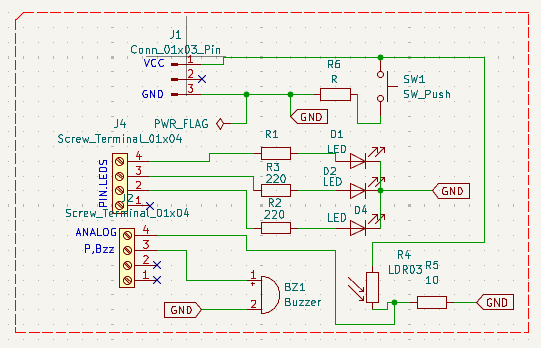 J1
Conn_01x03_Pin
VCC
1
2
GND
3
R6
R
SW1
SW_Push
PWR_FLAG
GND
J4
Screw_Terminal_01x04
PIN.LEDS
4
3
2
1
R1
D1
LED
R3
220
D2
LED
R2
220
D4
LED
GND
J2
Screw_Terminal_01x04
ANALOG
4
P,Bzz
3
2
1
1
2
BZ1
Buzzer
GND
R4
LDR03
R5
10
GND